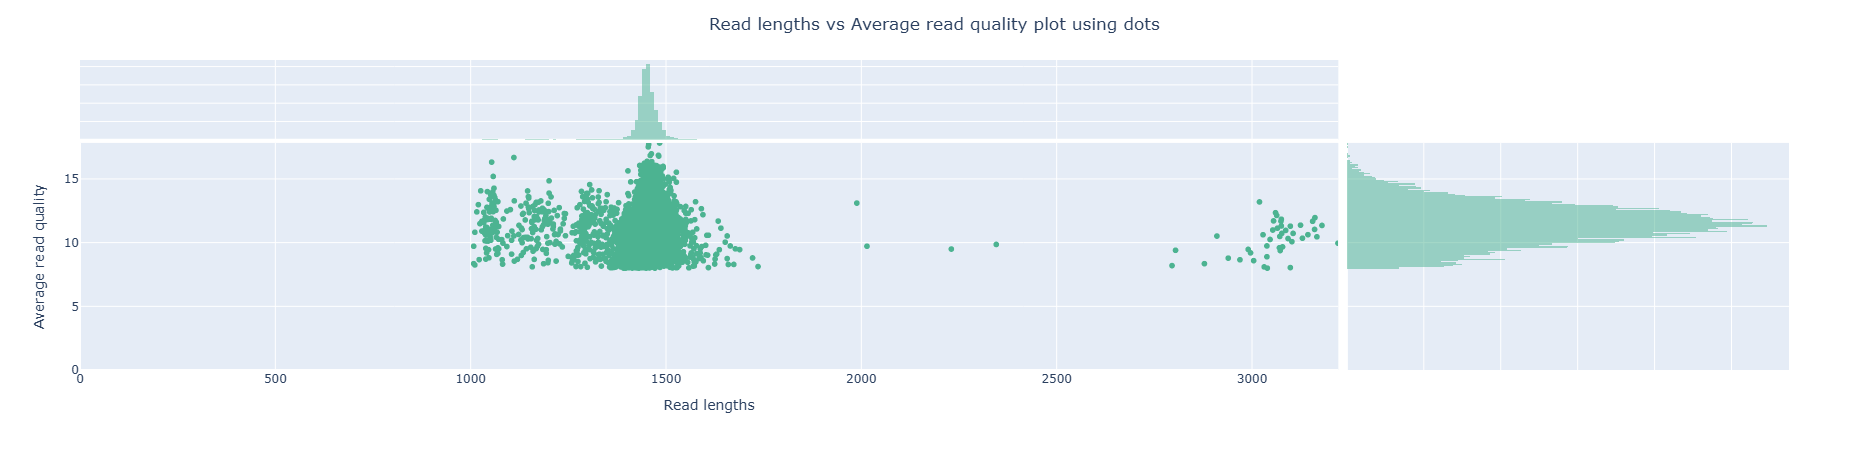 Read lengths vs Average read quality plot using dots
Average read quality
15
10
5
0
0 500 1000 1500 2000 2500 3000
Read lengths